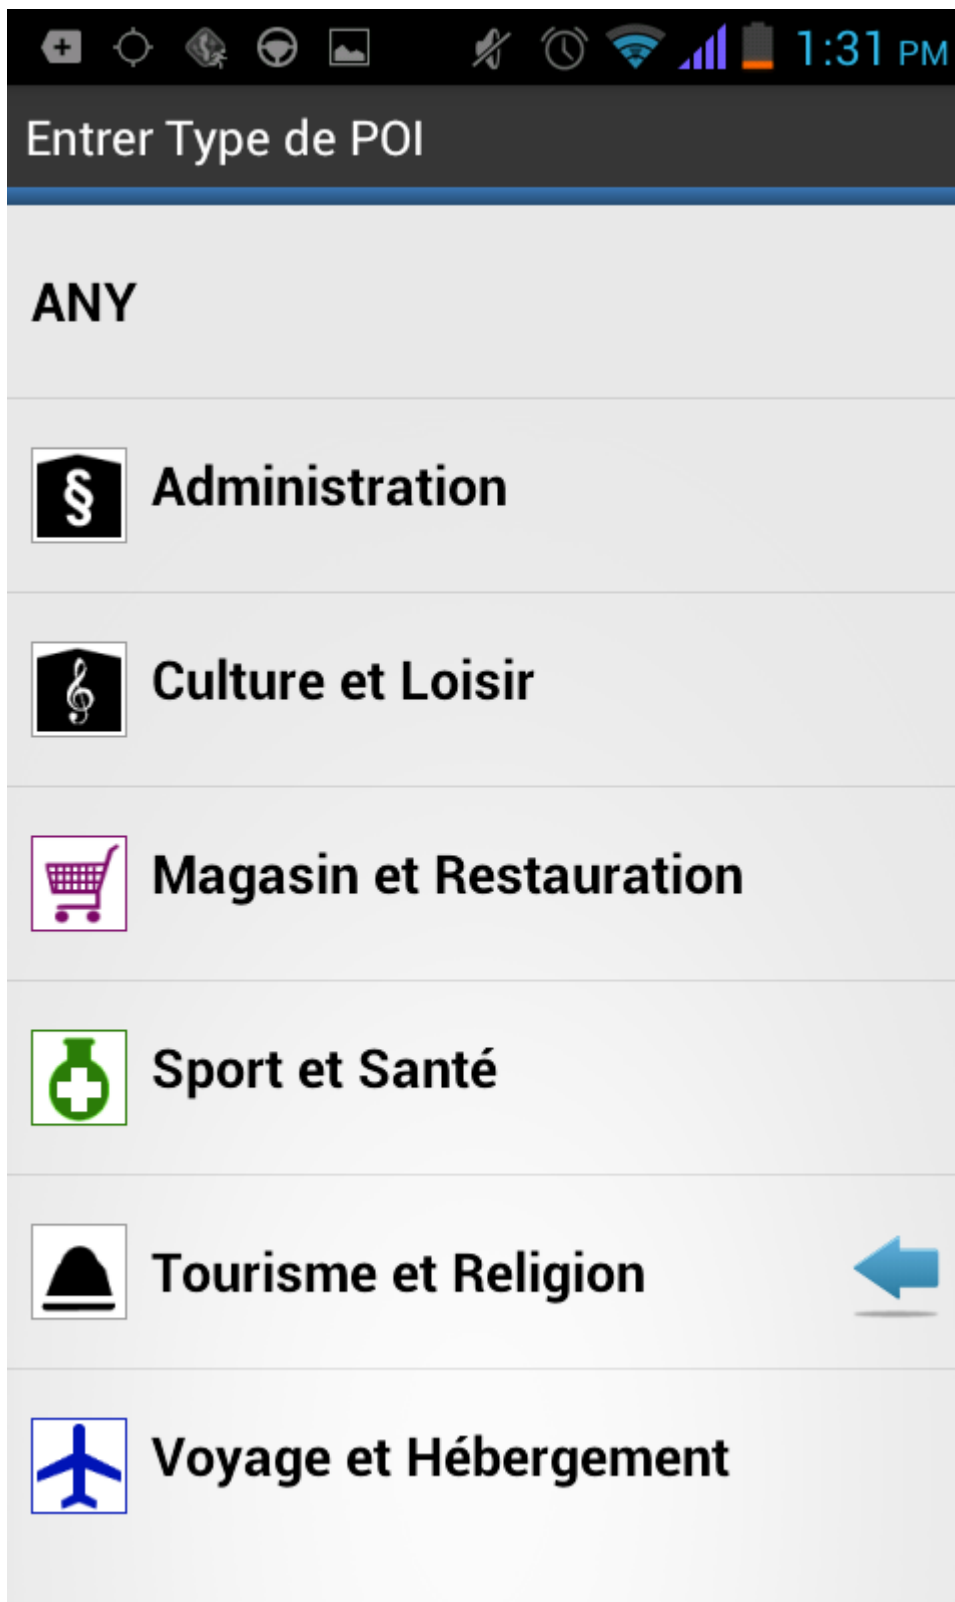 1:31 PM
Entrer Type de POI
ANY
§ Administration
Culture et Loisir
Magasin et Restauration
Sport et Santé
Tourisme et Religion
Voyage et Hébergement